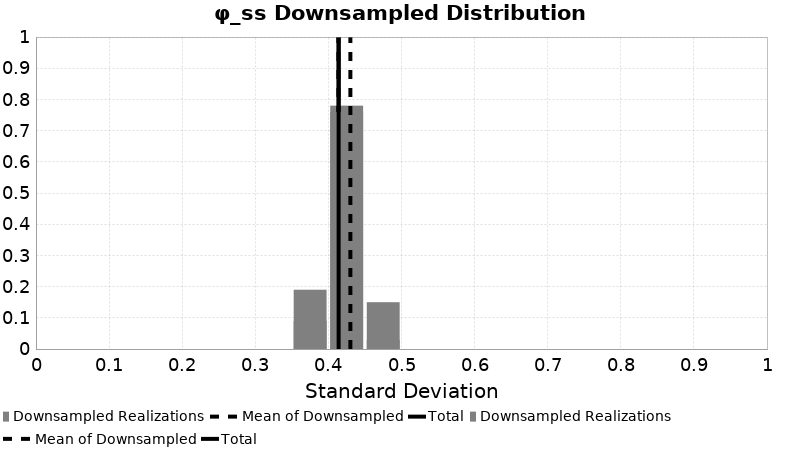 φ_ss Downsampled Distribution
1
0.9
0.8
0.7
0.6
0.5
0.4
0.3
0.2
0.1
0
0 0.1 0.2 0.3 0.4 0.5 0.6 0.7 0.8 0.9 1
Standard Deviation
Downsampled Realizations Mean of Downsampled Total Downsampled Realizations
Mean of Downsampled Total